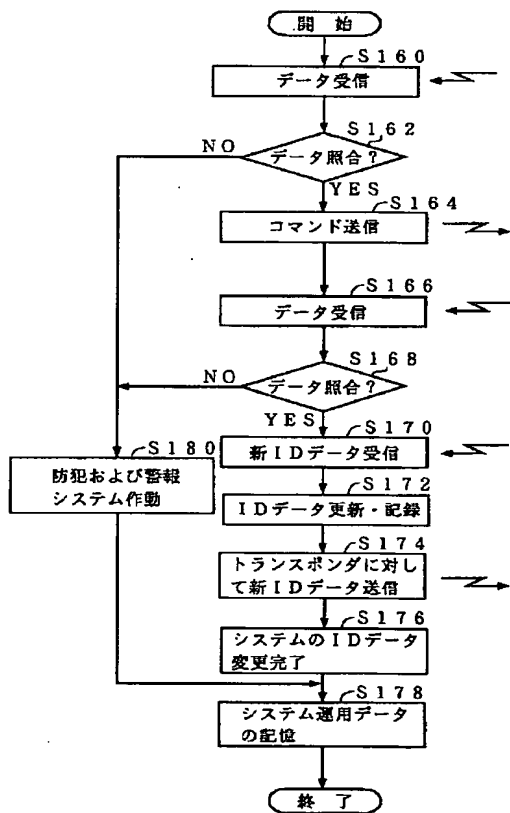 開 始
S160
データ受信
S162
NO
データ照合?
YES
S164
コマンド送信
S166
データ受信
S168
NO
データ照合?
YES
S170
新IDデータ受信
S180
防犯および警報
システム作動
S172
IDデータ更新・記録
S174
トランスポンダに対し
て新IDデータ送信
S176
システムのIDデータ
変更完了
S178
システム運用データ
の記憶
終 了